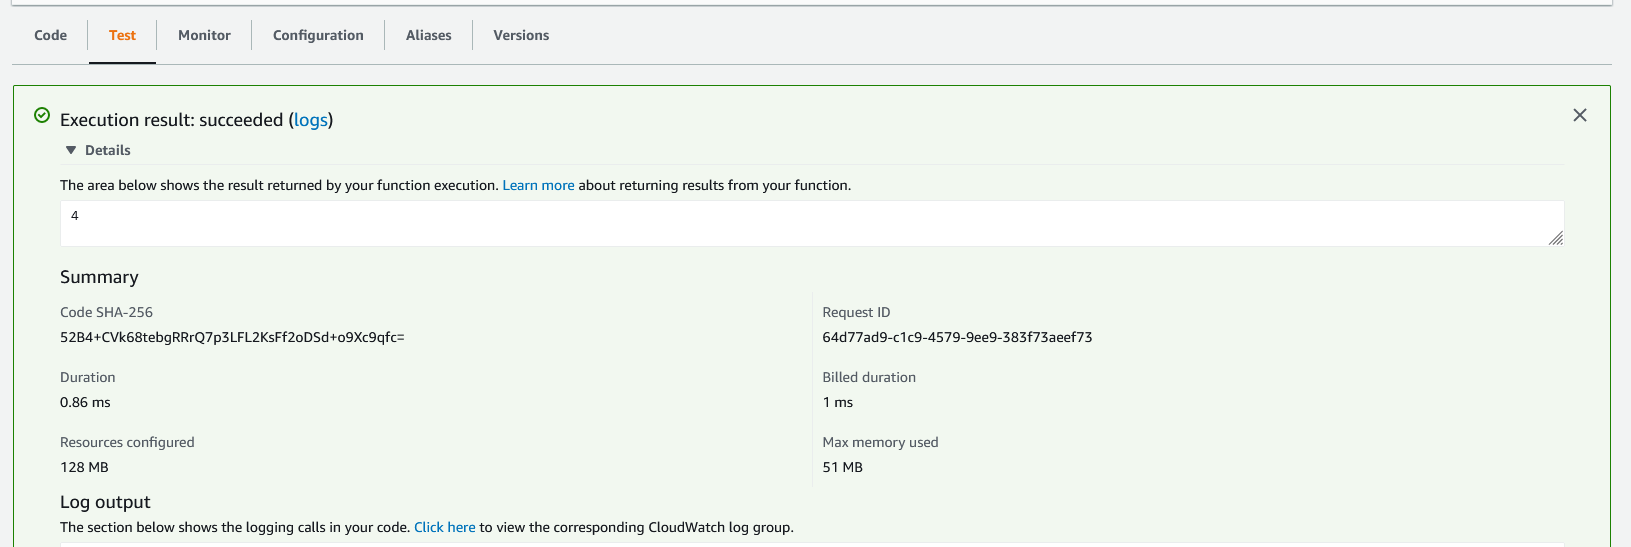 Code Test Monitor Configuration Aliases Versions
Execution result: succeeded (logs)
Details
The area below shows the result returned by your function execution. Learn more about returning results from your function.
4
Summary
Code SHA-256
52B4+CVk68tebgRRrQ7p3LFL2KsFf2oDSd+o9Xc9qfc=
Request ID
64d77ad9-c1c9-4579-9ee9-383f73aeef73
Duration
0.86 ms
Billed duration
1 ms
Resources configured
128 MB
Max memory used
51 MB
Log output
The section below shows the logging calls in your code. Click here to view the corresponding CloudWatch log group.